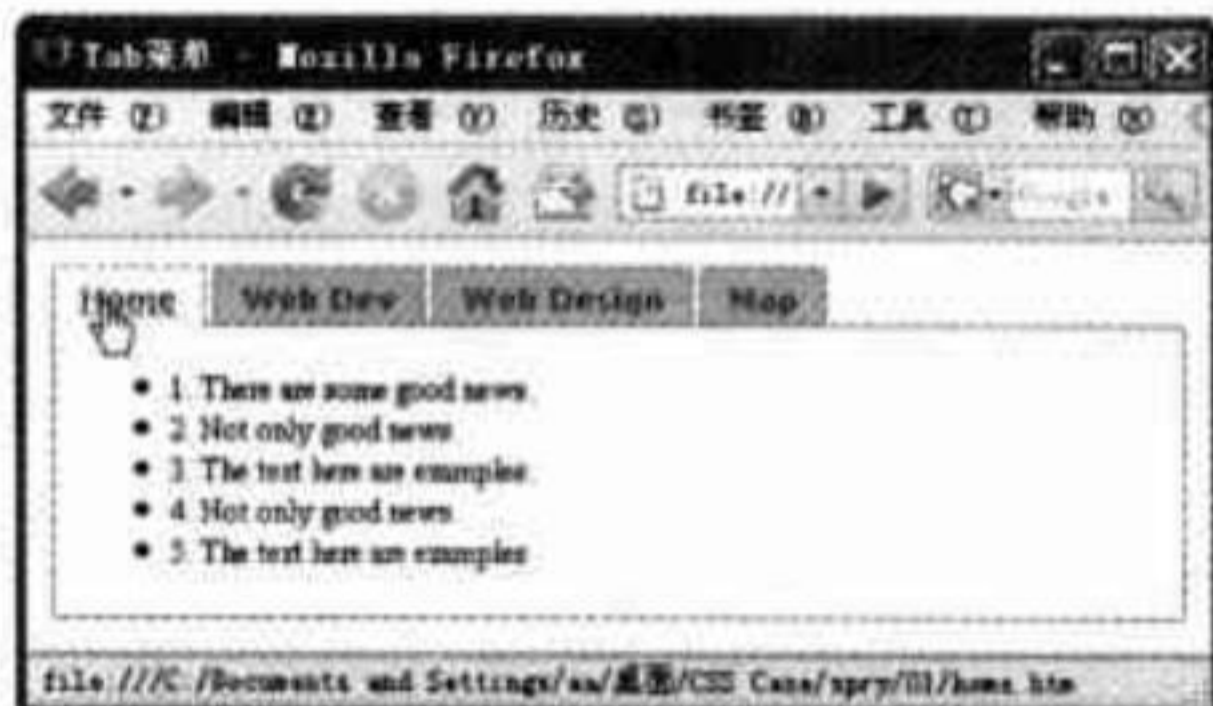 Tab菜单 - Mozilla Firefox
文件 (F) 编辑 (E) 查看 (V) 历史 (S) 书签 (B) 工具 (T) 帮助 (H)
file:// Google
Home Web Dev Web Design Map
1. There are some good news.
2. Not only good news
3. The text here are examples.
4. Not only good news
5. The text here are examples
file:///C:/Documents and Settings/aa/桌面/CSS Case/spry/01/home.htm